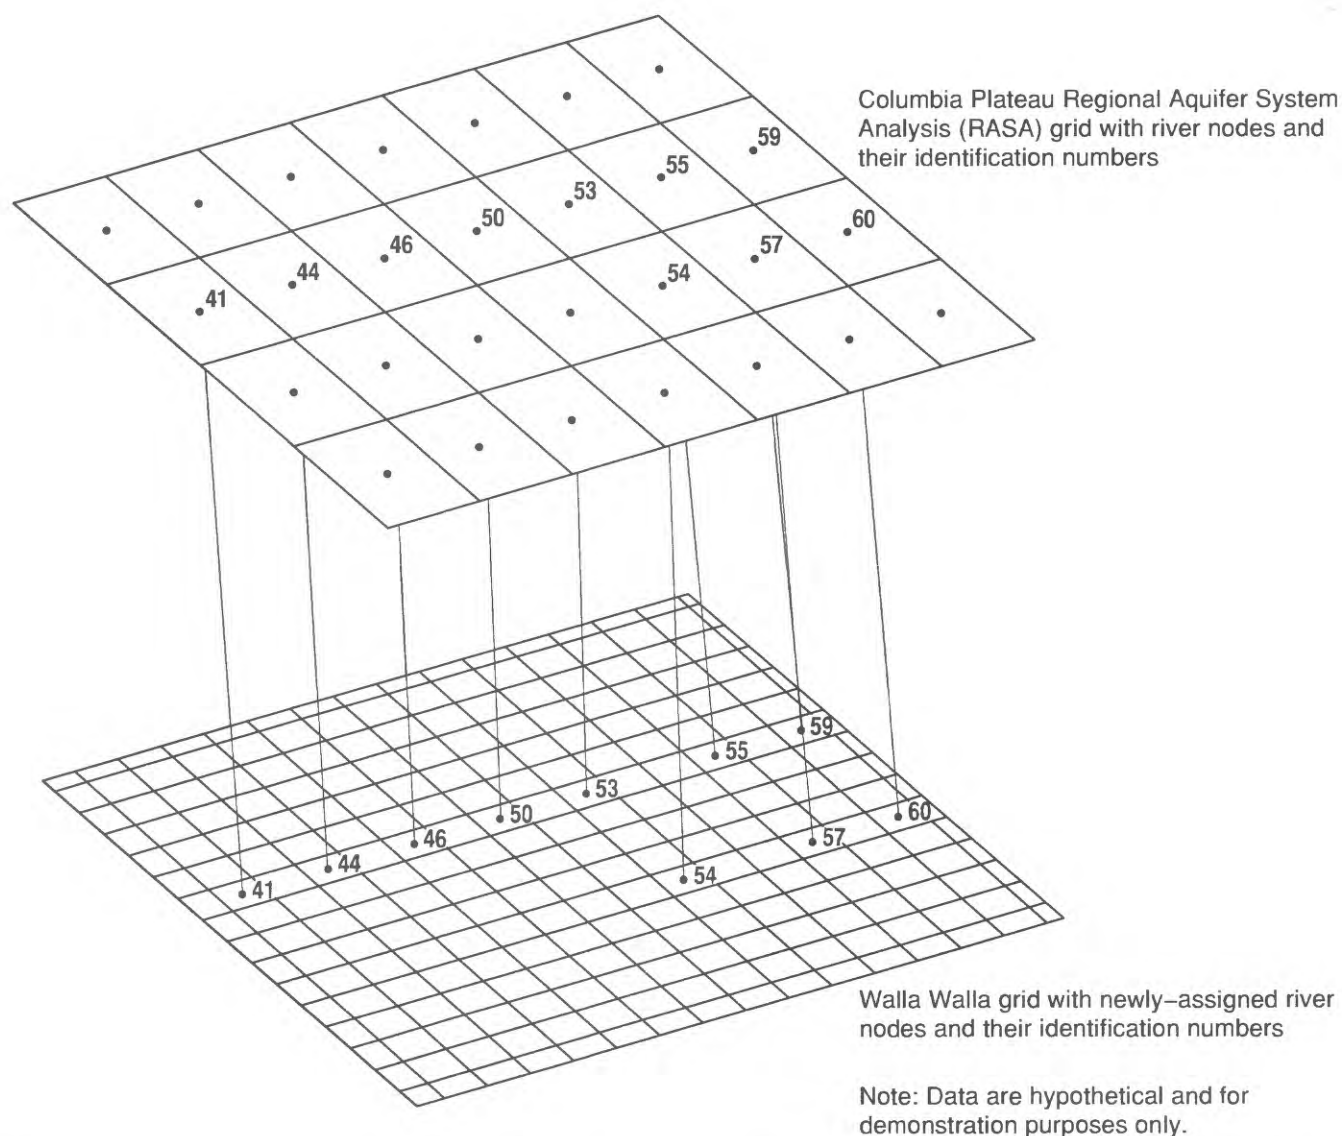 Columbia Plateau Regional Aquifer System
Analysis (RASA) grid with river nodes and
their identification numbers
59
55
53
60
50
57
46
54
44
41
59
55
53
60
50
57
46
44
54
41
Walla Walla grid with newly–assigned river
nodes and their identification numbers
Note: Data are hypothetical and for
demonstration purposes only.